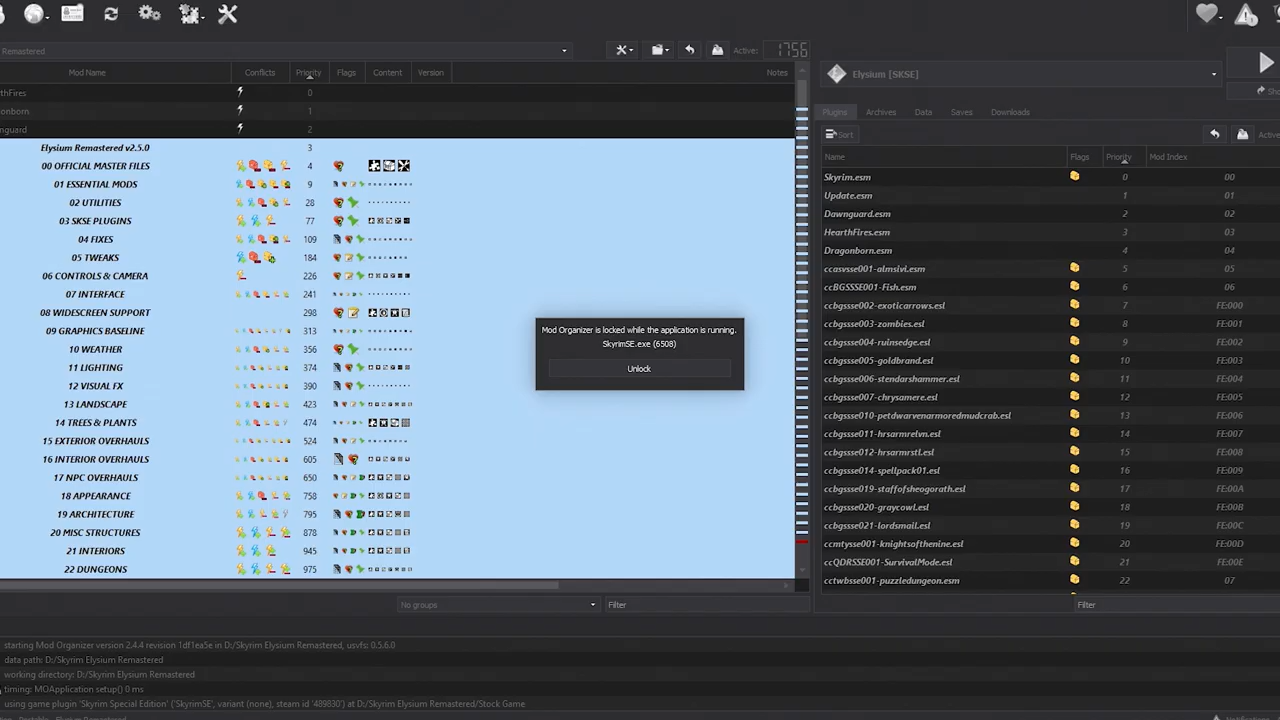 Remastered
Active: 1756
Mod Name Conflicts Priority Flags Content Version Notes
thFires 0
onborn 1
nguard 2
Elysium Remastered v2.5.0 3
00 OFFICIAL MASTER FILES 4
01 ESSENTIAL MODS 9
02 UTILITIES 28
03 SKSE PLUGINS 77
04 FIXES 109
05 TWEAKS 184
06 CONTROLS & CAMERA 226
07 INTERFACE 241
08 WIDESCREEN SUPPORT 298
09 GRAPHICS BASELINE 313
10 WEATHER 356
11 LIGHTING 374
12 VISUAL FX 390
13 LANDSCAPE 423
14 TREES & PLANTS 474
15 EXTERIOR OVERHAULS 524
16 INTERIOR OVERHAULS 605
17 NPC OVERHAULS 650
18 APPEARANCE 758
19 ARCHITECTURE 795
20 MISC STRUCTURES 878
21 INTERIORS 945
22 DUNGEONS 975
No groups Filter
Mod Organizer is locked while the application is running.
SkyrimSE.exe (6508)
Unlock
Elysium [SKSE]
Sho
Plugins Archives Data Saves Downloads
Sort Active
Name Flags Priority Mod Index
Skyrim.esm 0 00
Update.esm 1 01
Dawnguard.esm 2 02
HearthFires.esm 3 03
Dragonborn.esm 4 04
ccasvsse001-almsivi.esm 5 05
ccBGSSSE001-Fish.esm 6 06
ccbgssse002-exoticarrows.esl 7 FE:000
ccbgssse003-zombies.esl 8 FE:001
ccbgssse004-ruinsedge.esl 9 FE:002
ccbgssse005-goldbrand.esl 10 FE:003
ccbgssse006-stendarshammer.esl 11 FE:004
ccbgssse007-chrysamere.esl 12 FE:005
ccbgssse010-petdwarvenarmoredmudcrab.esl 13 FE:006
ccbgssse011-hrsarmrelvn.esl 14 FE:007
ccbgssse012-hrsarmrstl.esl 15 FE:008
ccbgssse014-spellpack01.esl 16 FE:009
ccbgssse019-staffofsheogorath.esl 17 FE:00A
ccbgssse020-graycowl.esl 18 FE:00B
ccbgssse021-lordsmail.esl 19 FE:00C
ccmtysse001-knightsofthenine.esl 20 FE:00D
ccQDRSSE001-SurvivalMode.esl 21 FE:00E
cctwbsse001-puzzledungeon.esm 22 07
Filter
starting Mod Organizer version 2.4.4 revision 1df1ea5e in D:/Skyrim Elysium Remastered, usvfs: 0.5.6.0
data path: D:/Skyrim Elysium Remastered
working directory: D:/Skyrim Elysium Remastered
timing: MOApplication setup() 0 ms
using game plugin 'Skyrim Special Edition' ('SkyrimSE', variant (none), steam id '489830') at D:/Skyrim Elysium Remastered/Stock Game